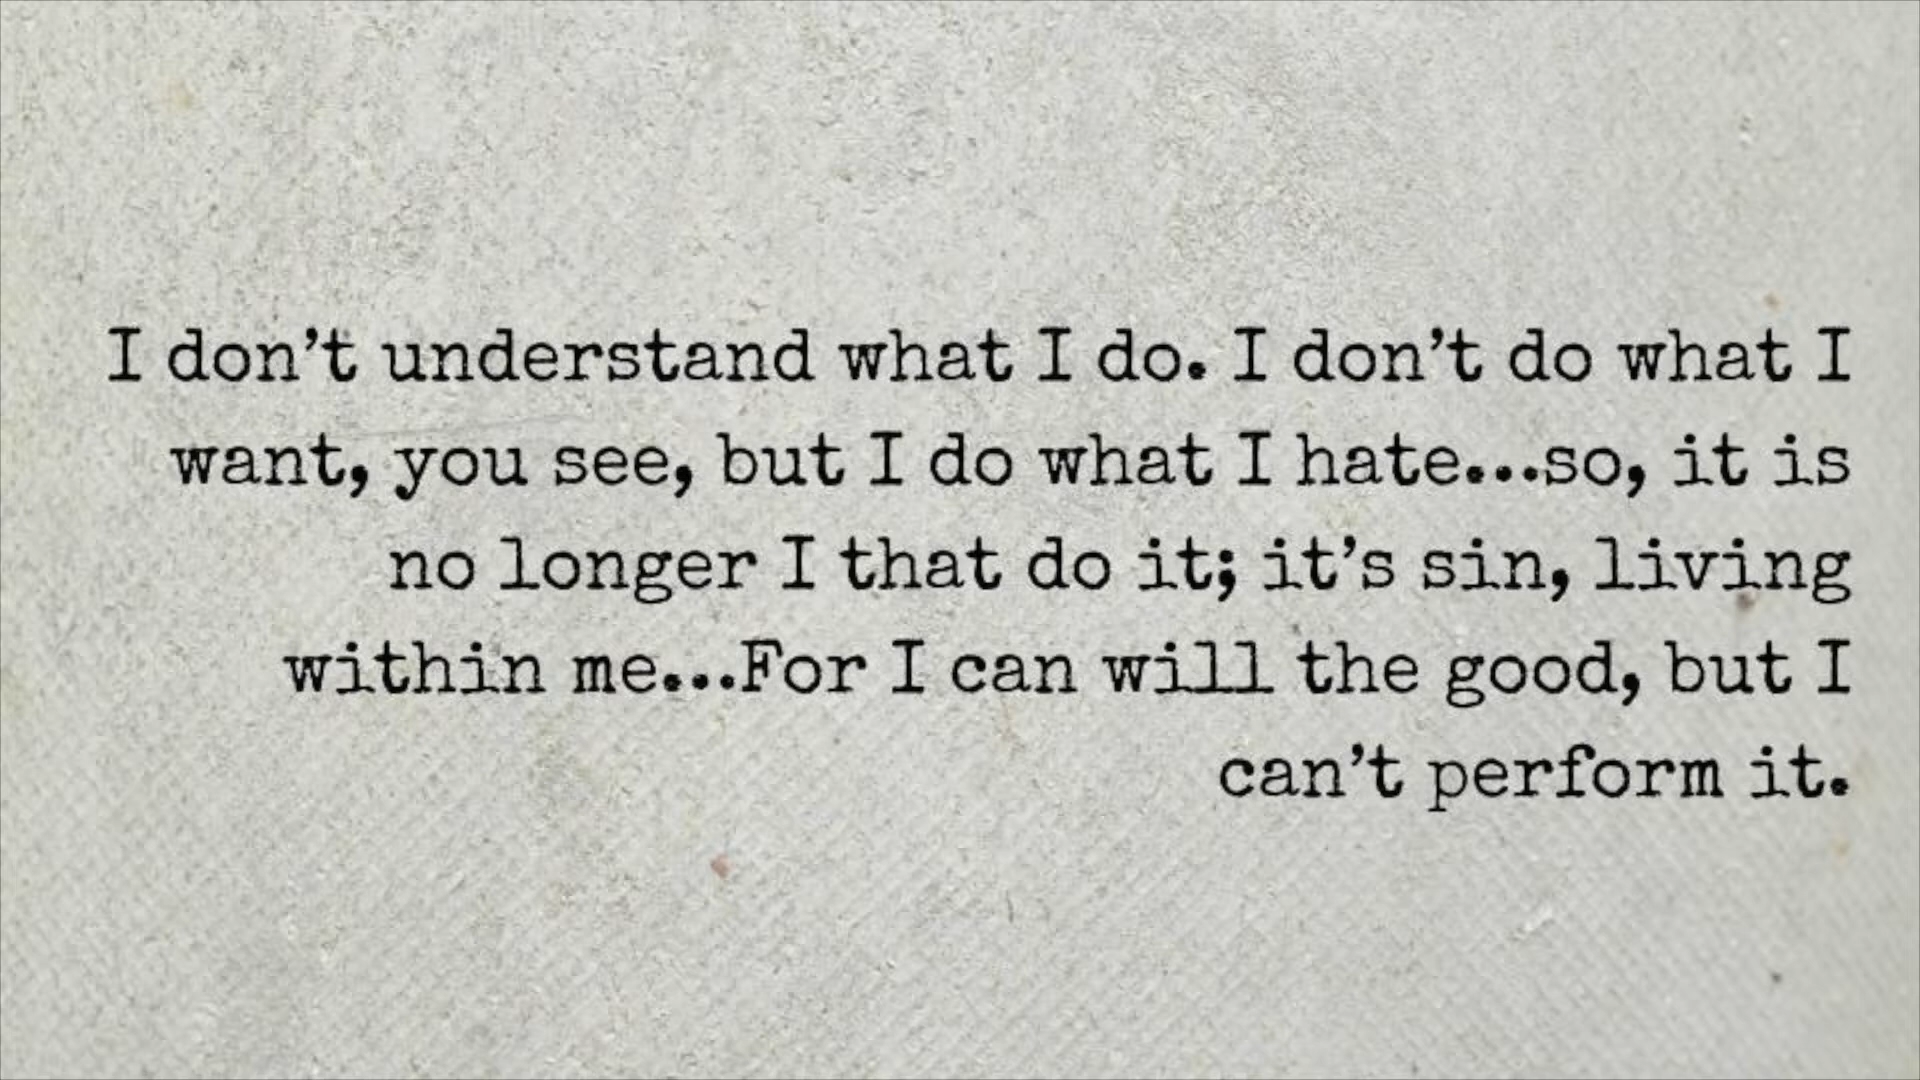 I don’t understand what I do. I don’t do what I
want, you see, but I do what I hate...so, it is
no longer I that do it; it’s sin, living
within me...For I can will the good, but I
can’t perform it.